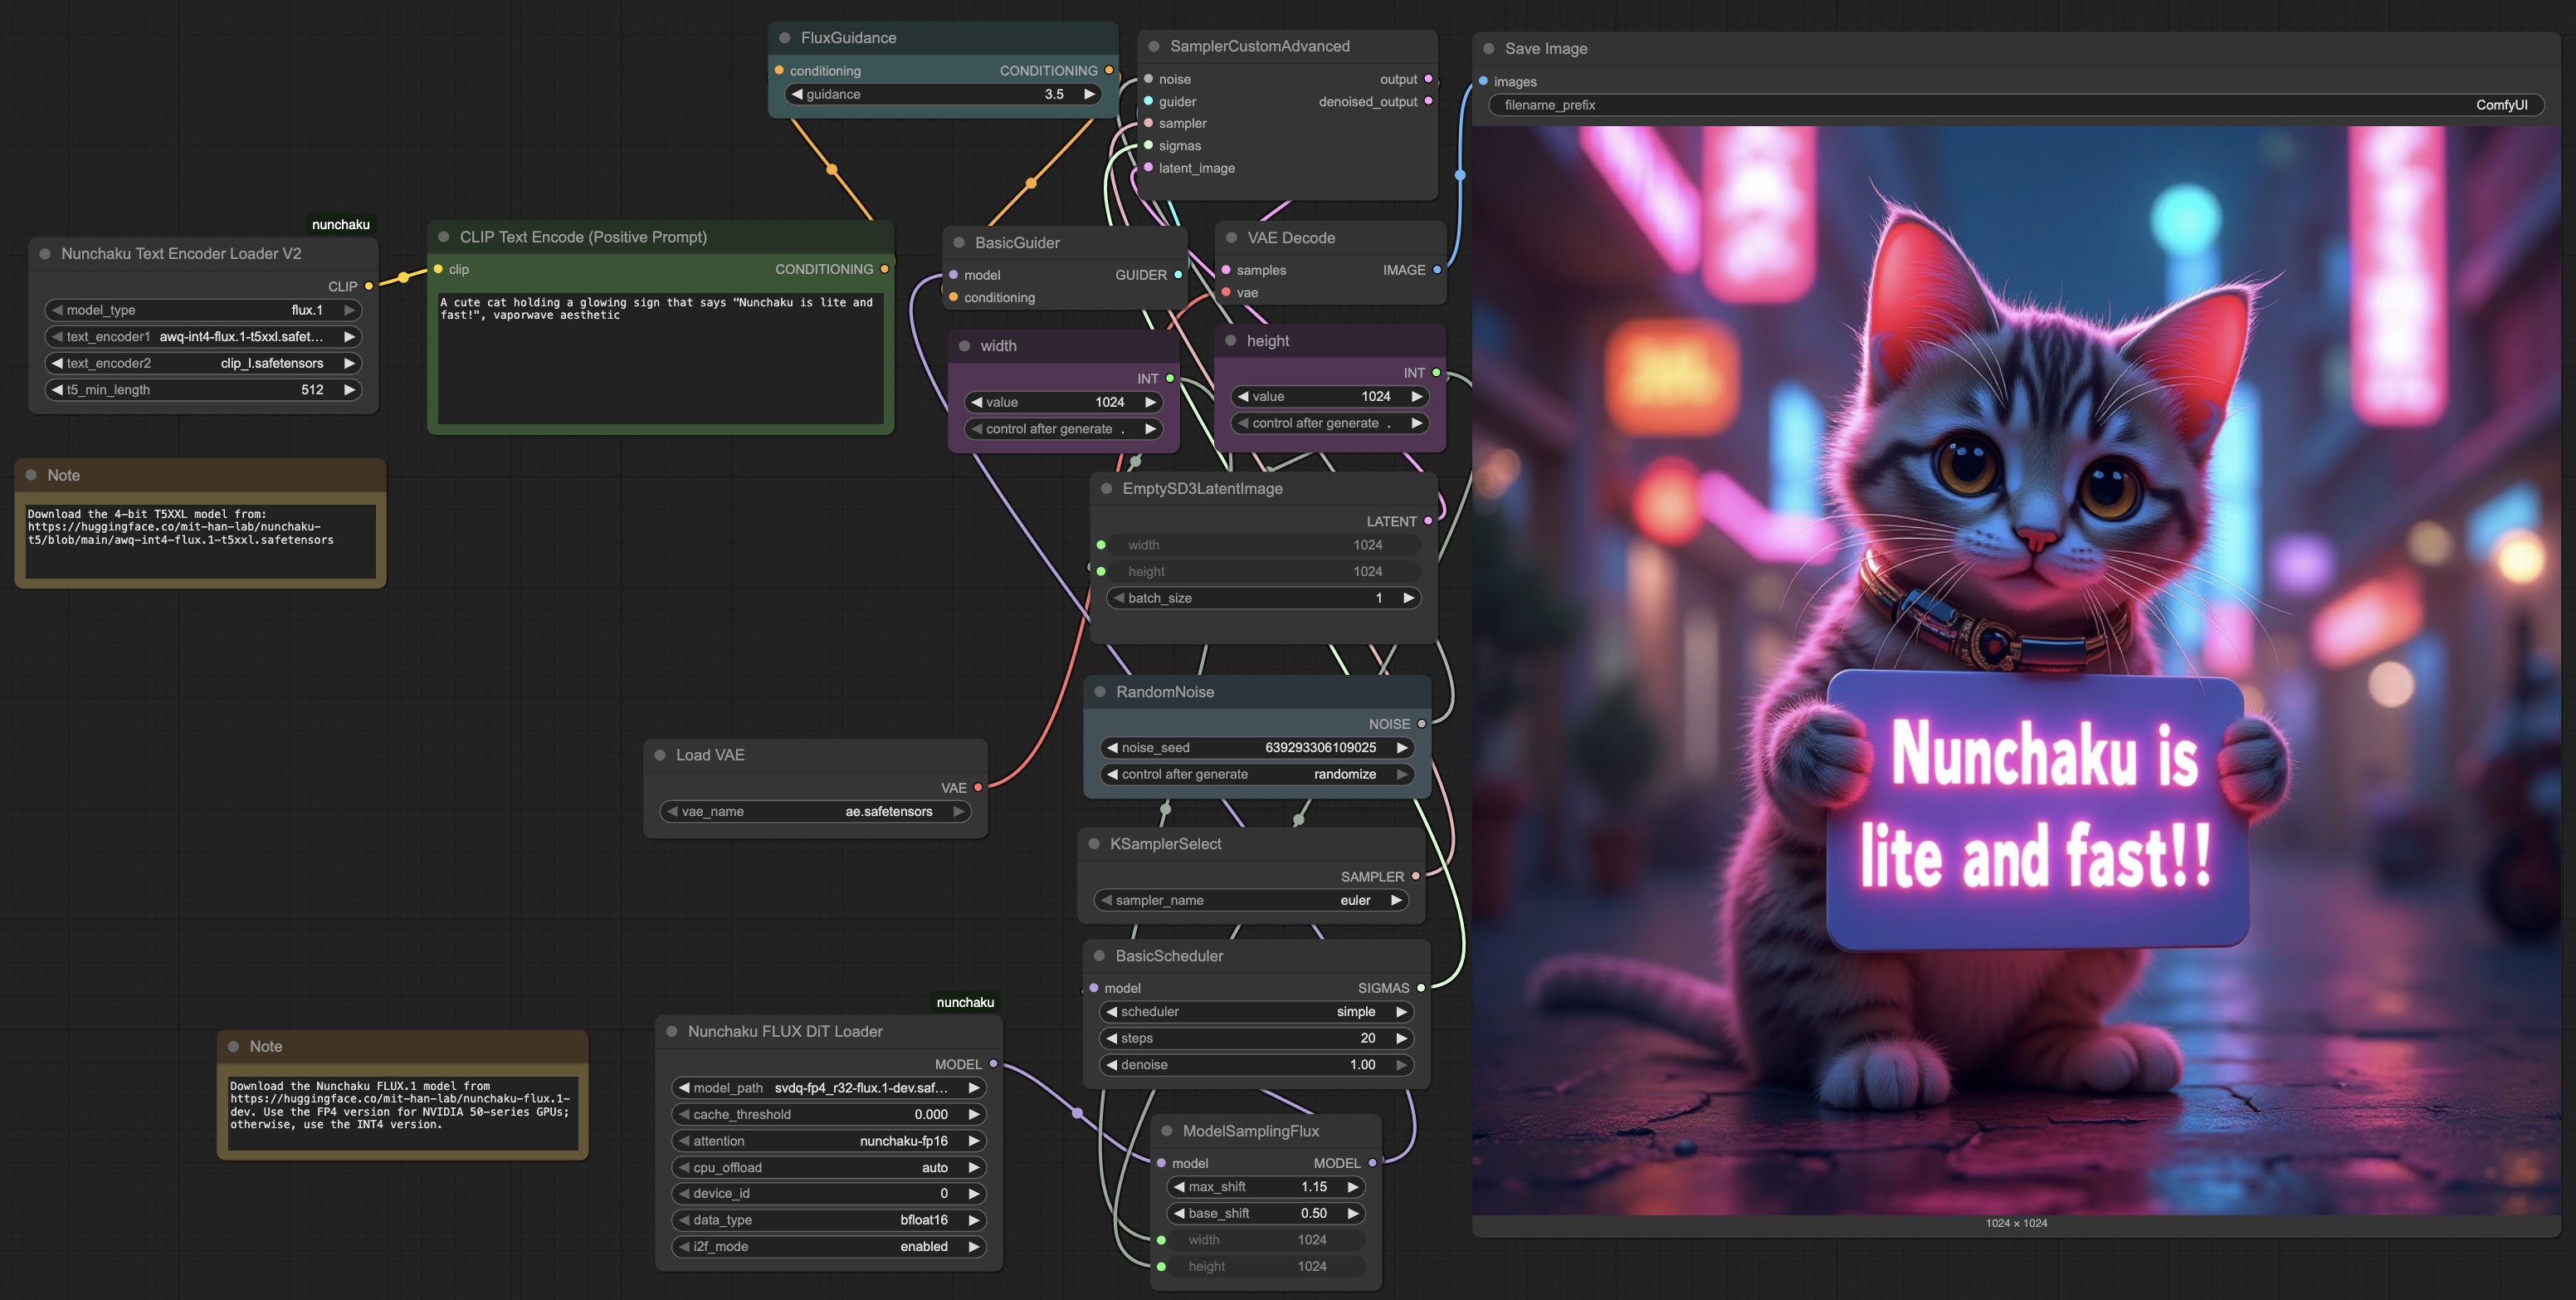 FluxGuidance
conditioning CONDITIONING
guidance 3.5
SamplerCustomAdvanced
noise output
guider denoised_output
sampler
sigmas
latent_image
Save Image
images
filename_prefix ComfyUI
nunchaku
Nunchaku Text Encoder Loader V2
CLIP
model_type flux.1
text_encoder1 awq-int4-flux.1-t5xxl.safet...
text_encoder2 clip_l.safetensors
t5_min_length 512
CLIP Text Encode (Positive Prompt)
clip CONDITIONING
A cute cat holding a glowing sign that says "Nunchaku is lite and
fast!", vaporwave aesthetic
BasicGuider
model GUIDER
conditioning
VAE Decode
samples IMAGE
vae
width
INT
value 1024
control after generate .
height
INT
value 1024
control after generate .
Note
Download the 4-bit T5XXL model from:
https://huggingface.co/mit-han-lab/nunchaku-
t5/blob/main/awq-int4-flux.1-t5xxl.safetensors
EmptySD3LatentImage
LATENT
width 1024
height 1024
batch_size 1
RandomNoise
NOISE
noise_seed 639293306109025
control after generate randomize
Load VAE
VAE
vae_name ae.safetensors
KSamplerSelect
SAMPLER
sampler_name euler
BasicScheduler
model SIGMAS
scheduler simple
steps 20
denoise 1.00
Note
Download the Nunchaku FLUX.1 model from
https://huggingface.co/mit-han-lab/nunchaku-flux.1-
dev. Use the FP4 version for NVIDIA 50-series GPUs;
otherwise, use the INT4 version.
nunchaku
Nunchaku FLUX DiT Loader
MODEL
model_path svdq-fp4_r32-flux.1-dev.saf...
cache_threshold 0.000
attention nunchaku-fp16
cpu_offload auto
device_id 0
data_type bfloat16
i2f_mode enabled
ModelSamplingFlux
model MODEL
max_shift 1.15
base_shift 0.50
width 1024
height 1024
Nunchaku is
lite and fast!!
1024 × 1024